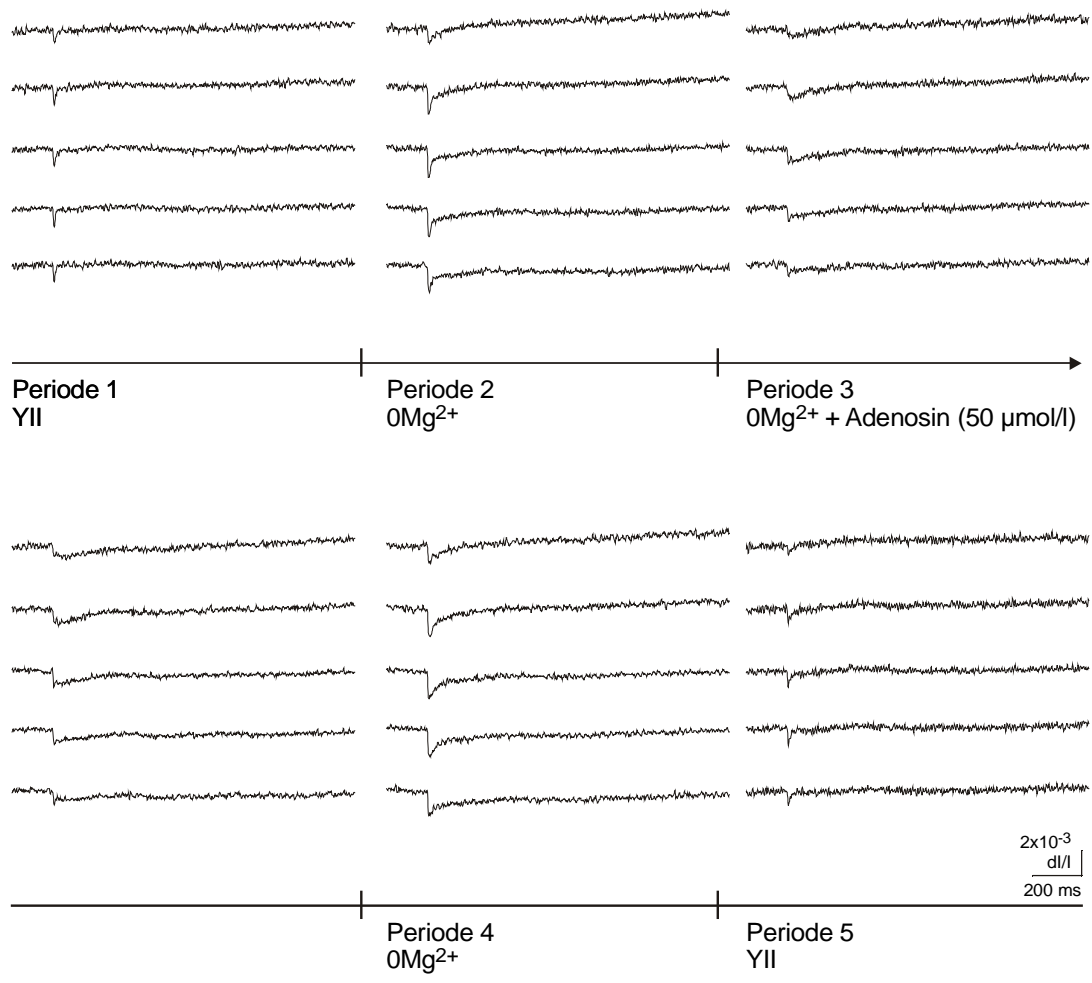 Periode 1
YII
Periode 2
0Mg²⁺
Periode 3
0Mg²⁺ + Adenosin (50 µmol/l)
2x10⁻³
dI/I
200 ms
Periode 4
0Mg²⁺
Periode 5
YII